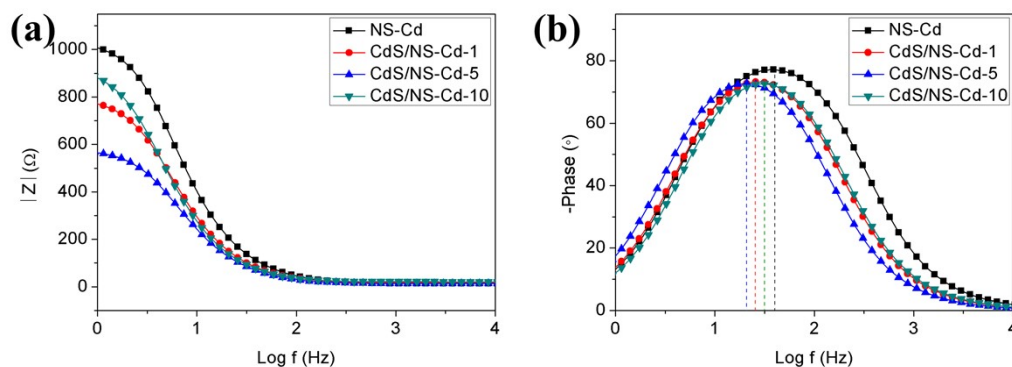 (a)
NS-Cd
CdS/NS-Cd-1
CdS/NS-Cd-5
CdS/NS-Cd-10
|Z| (Ω)
1000
800
600
400
200
0
0 1 2 3 4
Log f (Hz)
(b)
NS-Cd
CdS/NS-Cd-1
CdS/NS-Cd-5
CdS/NS-Cd-10
-Phase (°)
80
60
40
20
0
0 1 2 3 4
Log f (Hz)